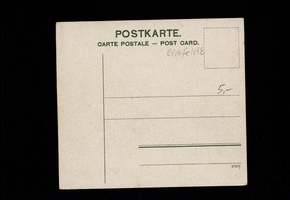 POSTKARTE.
CARTE POSTALE — POST CARD.
5,-